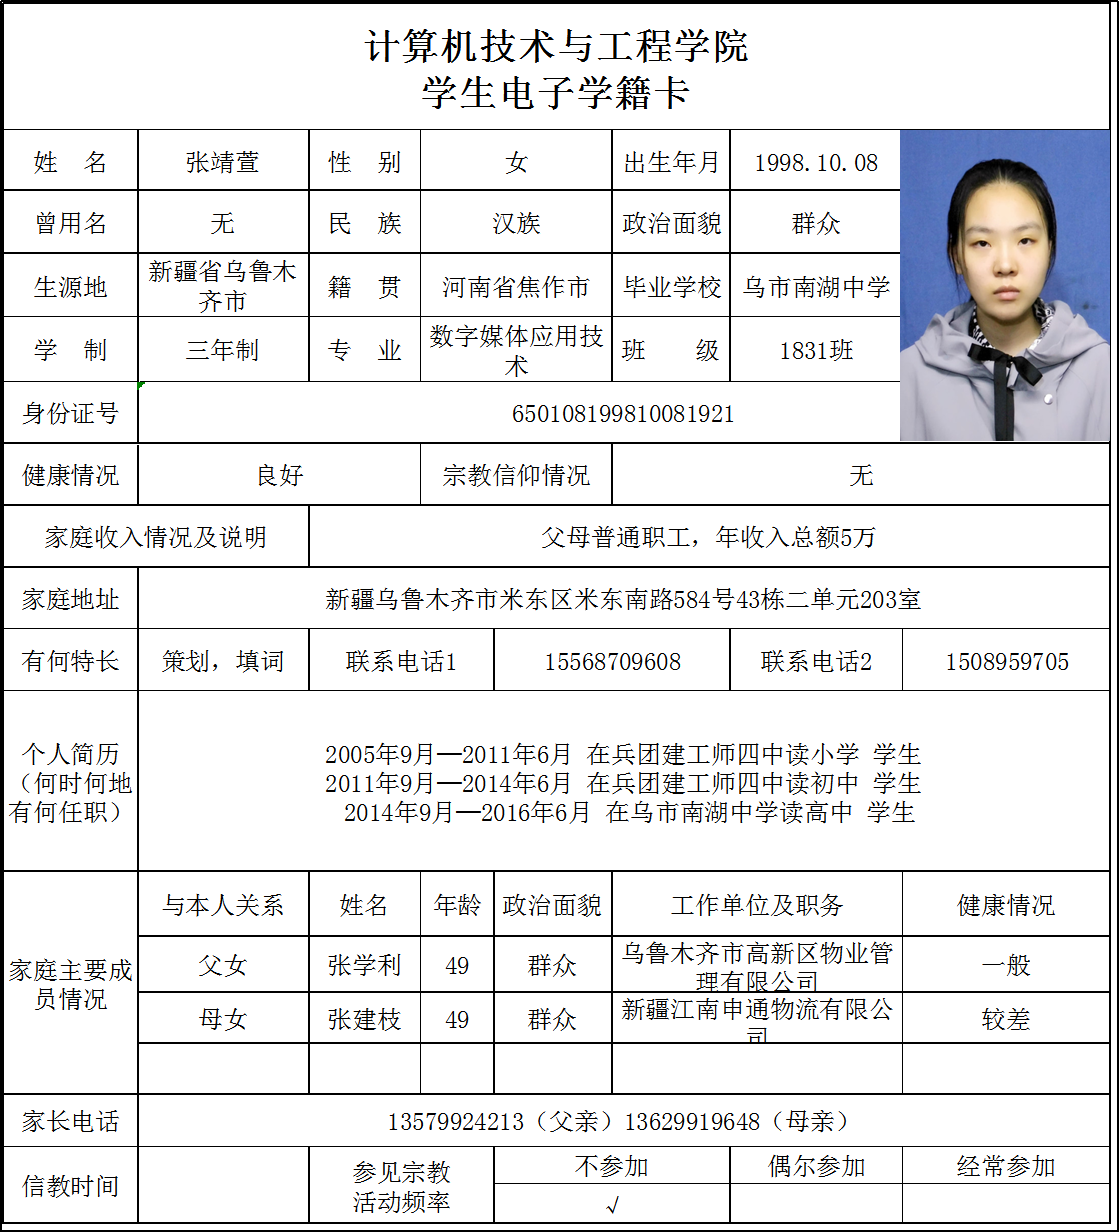 计算机技术与工程学院
学生电子学籍卡
姓 名 张靖萱 性 别 女 出生年月 1998.10.08
曾用名 无 民 族 汉族 政治面貌 群众
生源地 新疆省乌鲁木
齐市 籍 贯 河南省焦作市 毕业学校 乌市南湖中学
学 制 三年制 专 业 数字媒体应用技
术 班 级 1831班
身份证号 650108199810081921
健康情况 良好 宗教信仰情况 无
家庭收入情况及说明 父母普通职工，年收入总额5万
家庭地址 新疆乌鲁木齐市米东区米东南路584号43栋二单元203室
有何特长 策划，填词 联系电话1 15568709608 联系电话2 1508959705
个人简历
（何时何地
有何任职）
2005年9月—2011年6月 在兵团建工师四中读小学 学生
2011年9月—2014年6月 在兵团建工师四中读初中 学生
2014年9月—2016年6月 在乌市南湖中学读高中 学生
家庭主要成
员情况
与本人关系 姓名 年龄 政治面貌 工作单位及职务 健康情况
父女 张学利 49 群众 乌鲁木齐市高新区物业管
理有限公司 一般
母女 张建枝 49 群众 新疆江南申通物流有限公
司 较差
家长电话 13579924213（父亲）13629919648（母亲）
信教时间 参见宗教
活动频率 不参加 偶尔参加 经常参加
√